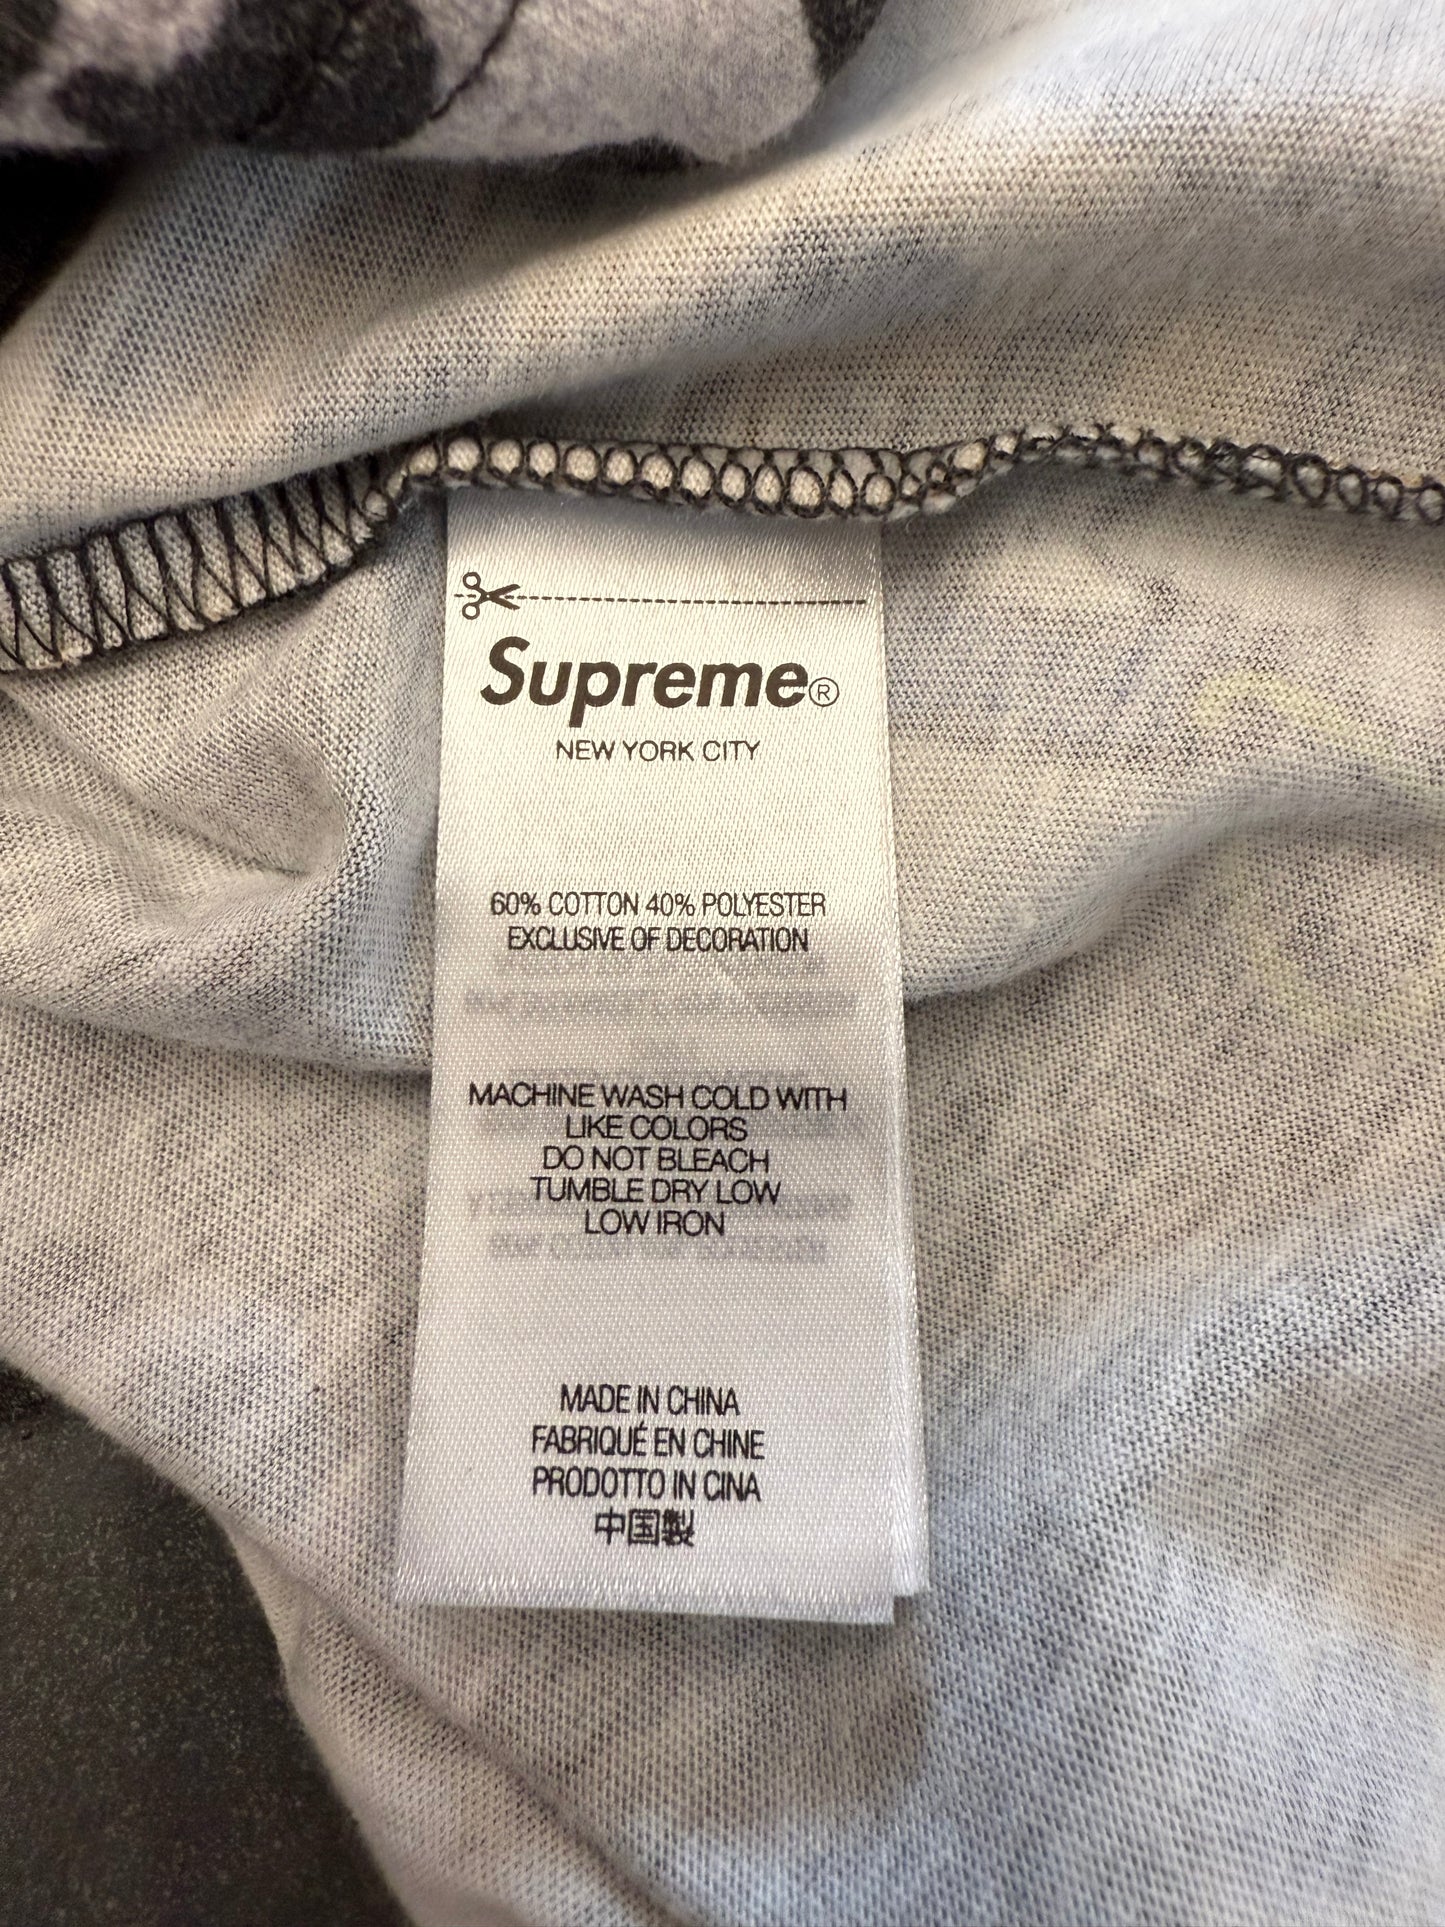 Supreme®
NEW YORK CITY
60% COTTON 40% POLYESTER
EXCLUSIVE OF DECORATION
MACHINE WASH COLD WITH
LIKE COLORS
DO NOT BLEACH
TUMBLE DRY LOW
LOW IRON
MADE IN CHINA
FABRIQUÉ EN CHINE
PRODOTTO IN CINA
中国製